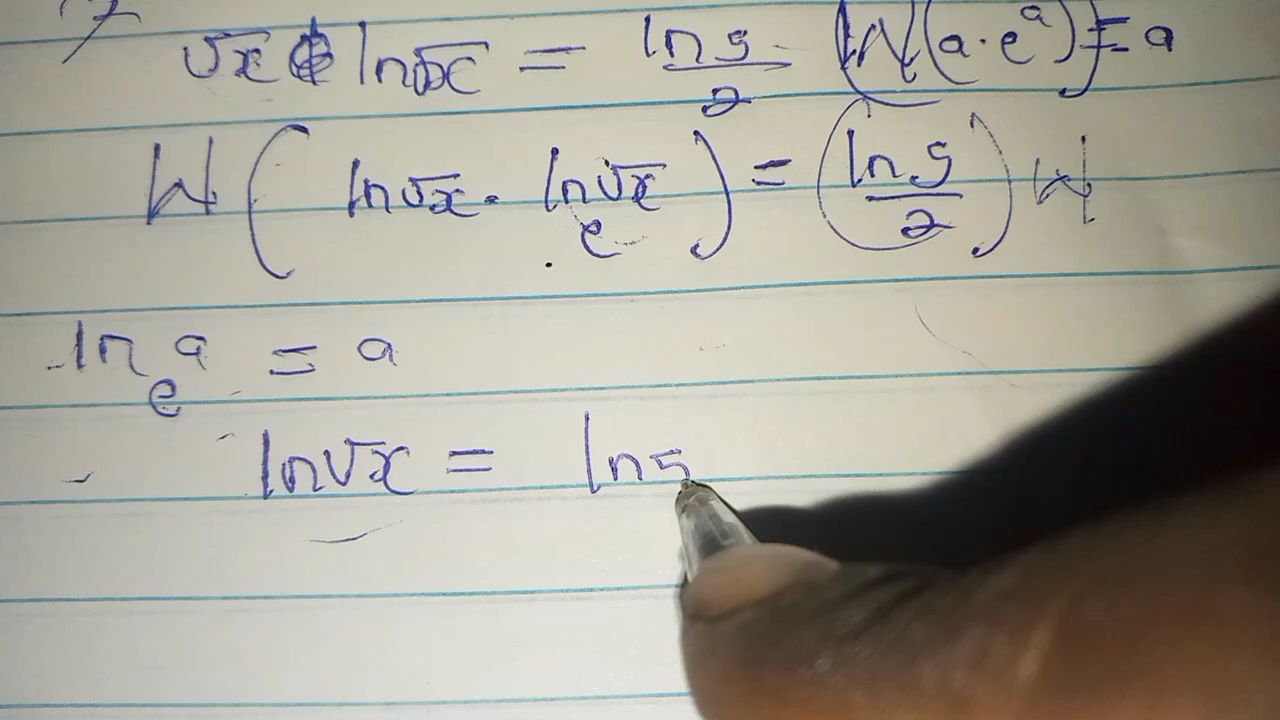 √x ln√x = ln5/2 (W(a·e^a) = a
W ( ln√x · ln√x e ) = (ln5/2) W
ln e a = a
ln√x = ln5